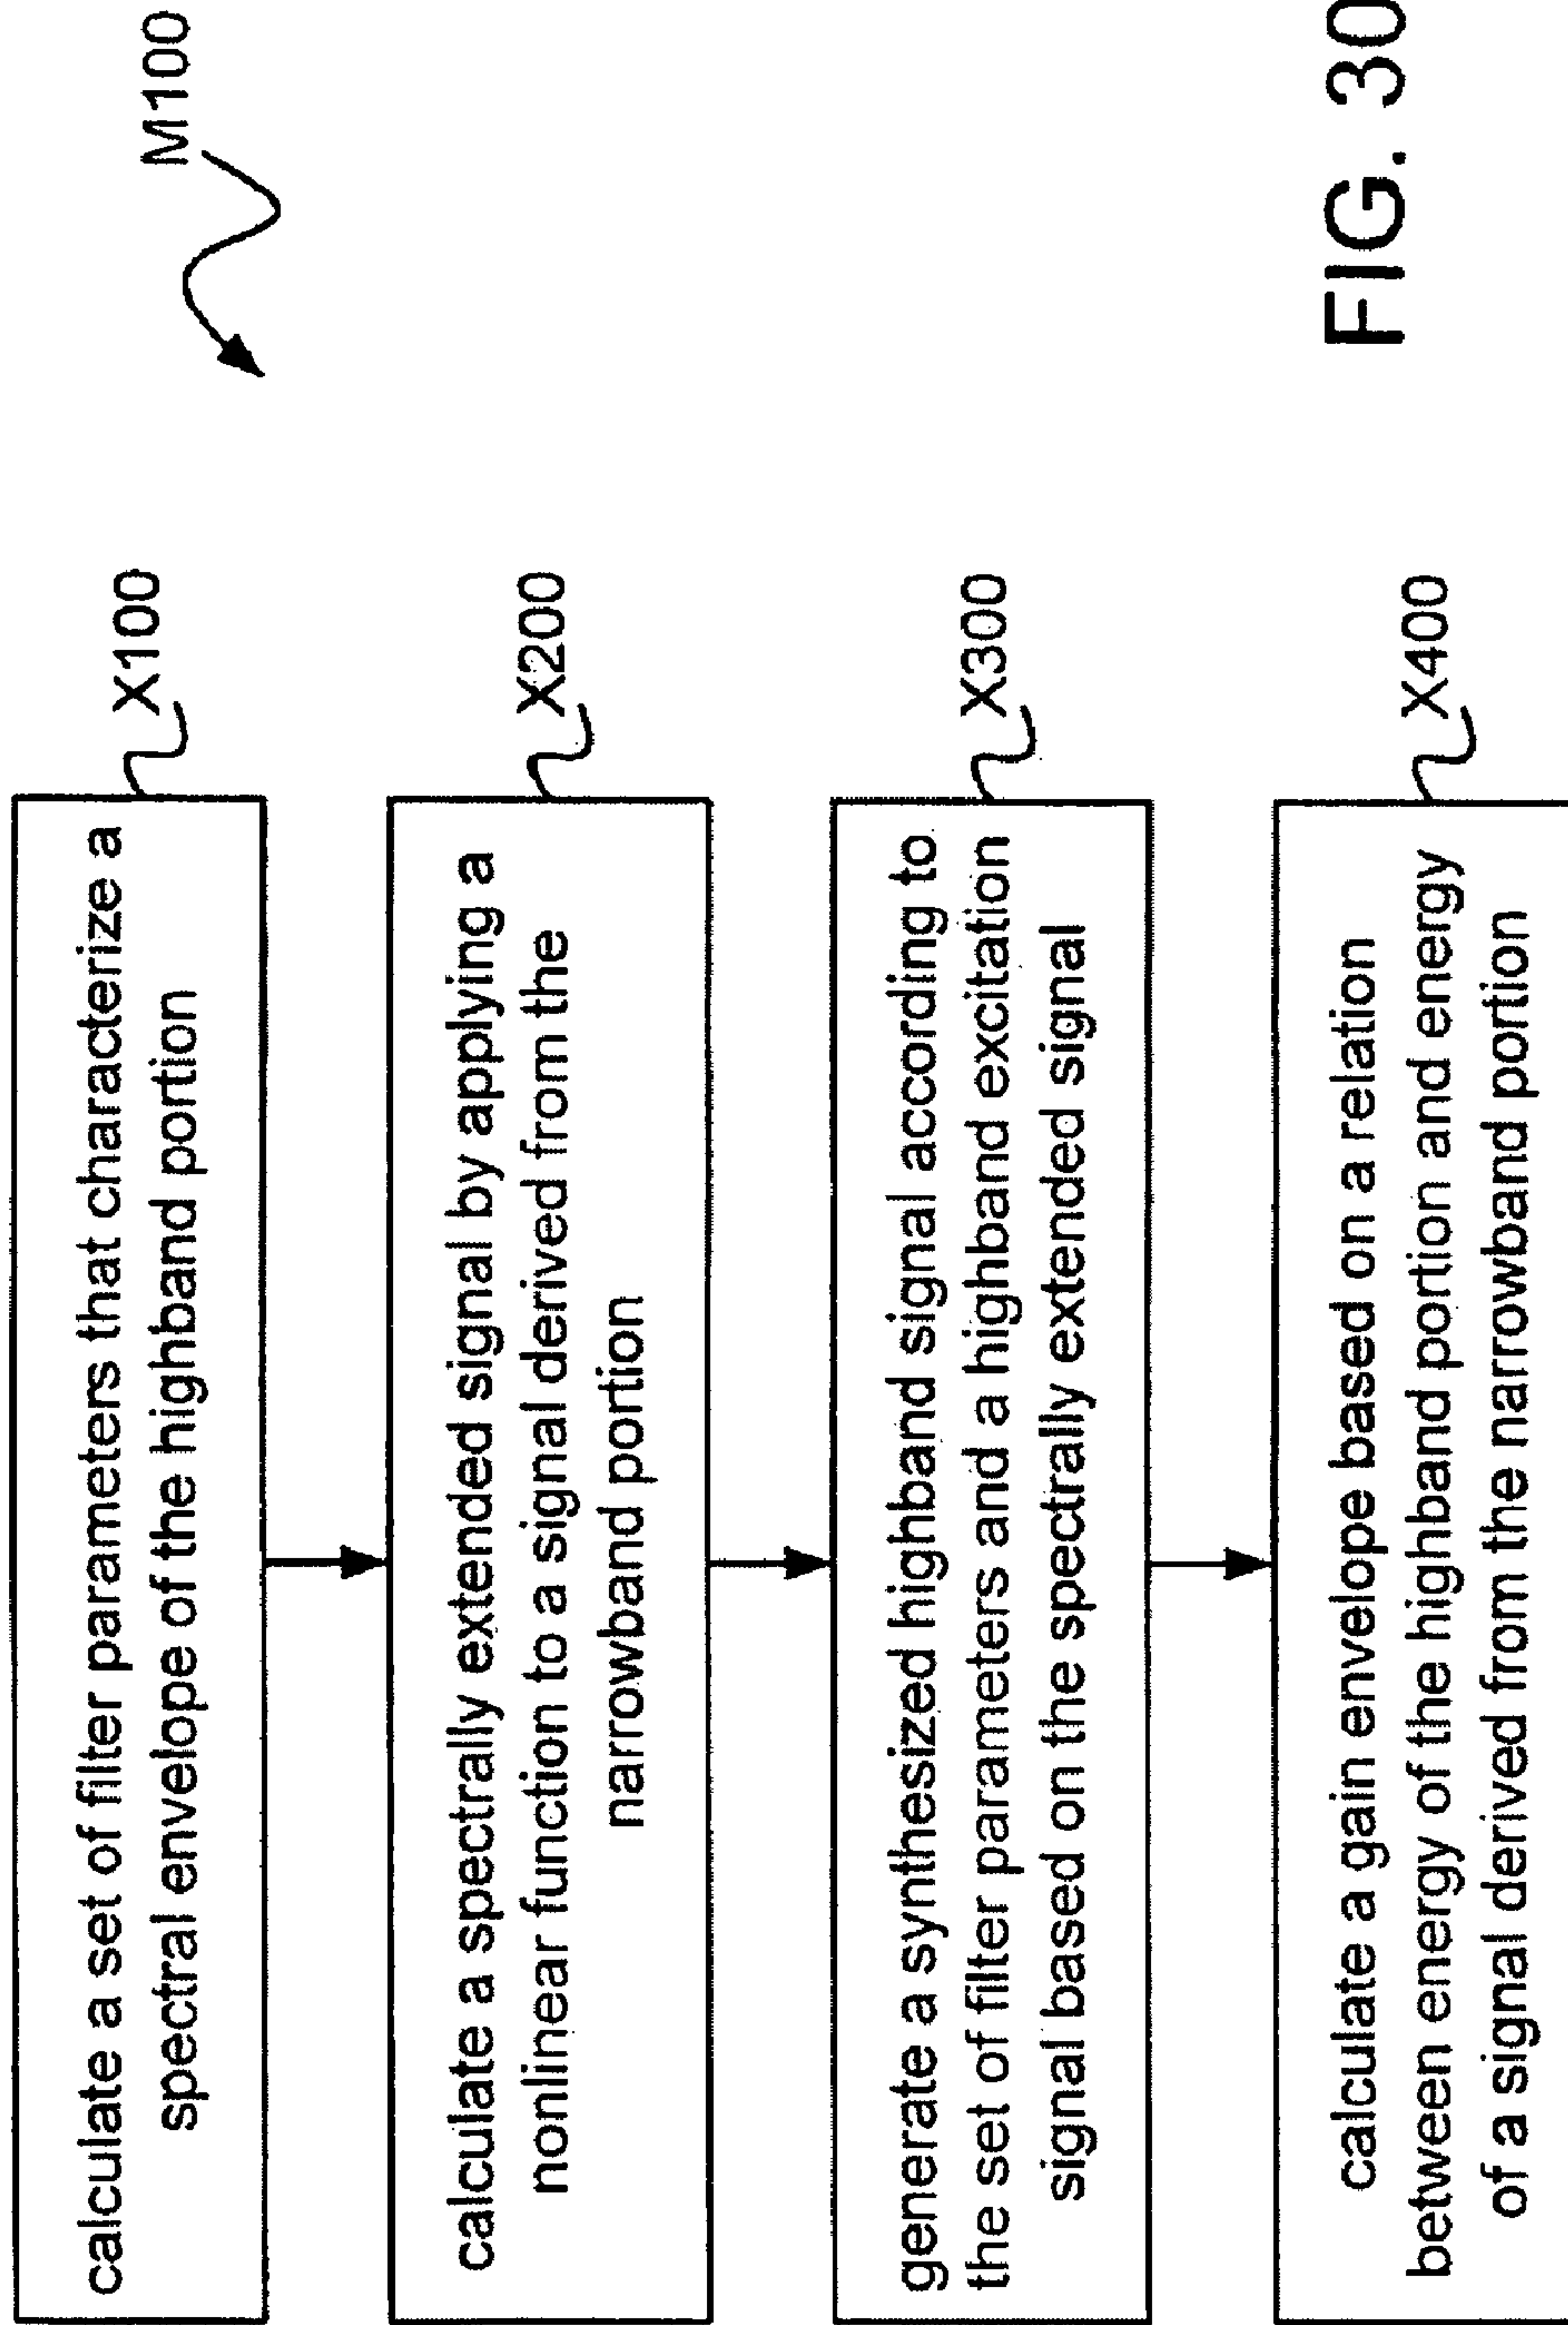 M100
calculate a set of filter parameters that characterize a
spectral envelope of the highband portion
X100
calculate a spectrally extended signal by applying a
nonlinear function to a signal derived from the
narrowband portion
X200
generate a synthesized highband signal according to
the set of filter parameters and a highband excitation
signal based on the spectrally extended signal
X300
calculate a gain envelope based on a relation
between energy of the highband portion and energy
of a signal derived from the narrowband portion
X400
FIG. 30